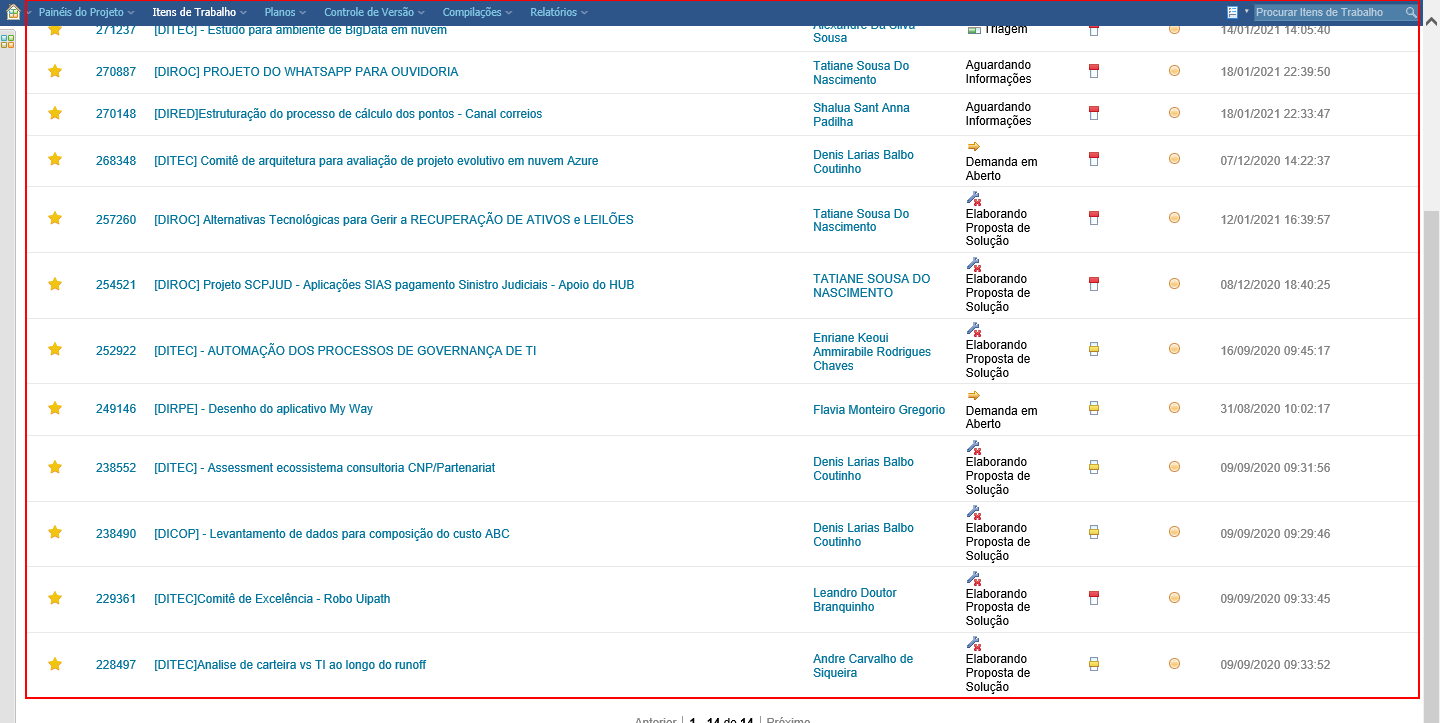 Painéis do Projeto Itens de Trabalho Planos Controle de Versão Compilações Relatórios Procurar Itens de Trabalho
271237 [DITEC] - Estudo para ambiente de BigData em nuvem Alexandre Da Silva Sousa Triagem 14/01/2021 14:05:40
270887 [DIROC] PROJETO DO WHATSAPP PARA OUVIDORIA Tatiane Sousa Do Nascimento Aguardando Informações 18/01/2021 22:39:50
270148 [DIRED]Estruturação do processo de cálculo dos pontos - Canal correios Shalua Sant Anna Padilha Aguardando Informações 18/01/2021 22:33:47
268348 [DITEC] Comitê de arquitetura para avaliação de projeto evolutivo em nuvem Azure Denis Larias Balbo Coutinho Demanda em Aberto 07/12/2020 14:22:37
257260 [DIROC] Alternativas Tecnológicas para Gerir a RECUPERAÇÃO DE ATIVOS e LEILÕES Tatiane Sousa Do Nascimento Elaborando Proposta de Solução 12/01/2021 16:39:57
254521 [DIROC] Projeto SCPJUD - Aplicações SIAS pagamento Sinistro Judiciais - Apoio do HUB TATIANE SOUSA DO NASCIMENTO Elaborando Proposta de Solução 08/12/2020 18:40:25
252922 [DITEC] - AUTOMAÇÃO DOS PROCESSOS DE GOVERNANÇA DE TI Enriane Keoui Ammirabile Rodrigues Chaves Elaborando Proposta de Solução 16/09/2020 09:45:17
249146 [DIRPE] - Desenho do aplicativo My Way Flavia Monteiro Gregorio Demanda em Aberto 31/08/2020 10:02:17
238552 [DITEC] - Assessment ecossistema consultoria CNP/Partenariat Denis Larias Balbo Coutinho Elaborando Proposta de Solução 09/09/2020 09:31:56
238490 [DICOP] - Levantamento de dados para composição do custo ABC Denis Larias Balbo Coutinho Elaborando Proposta de Solução 09/09/2020 09:29:46
229361 [DITEC]Comitê de Excelência - Robo Uipath Leandro Doutor Branquinho Elaborando Proposta de Solução 09/09/2020 09:33:45
228497 [DITEC]Analise de carteira vs TI ao longo do runoff Andre Carvalho de Siqueira Elaborando Proposta de Solução 09/09/2020 09:33:52
Anterior | 1 - 14 de 14 | Próximo